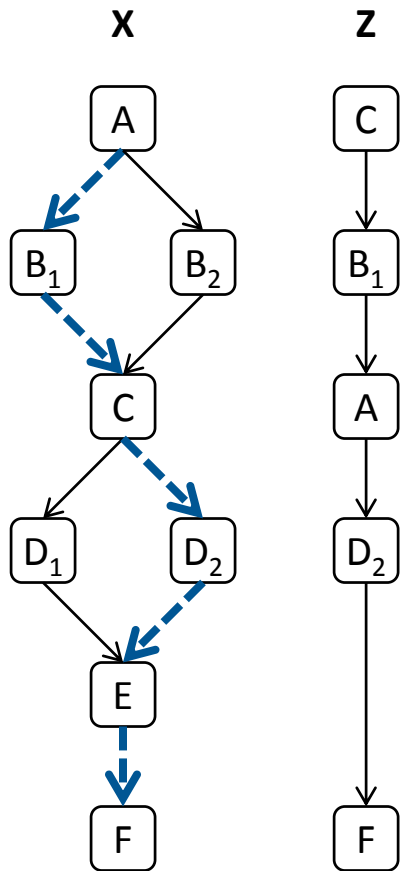 X Z
A C
B₁ B₂ B₁
C A
D₁ D₂ D₂
E
F F